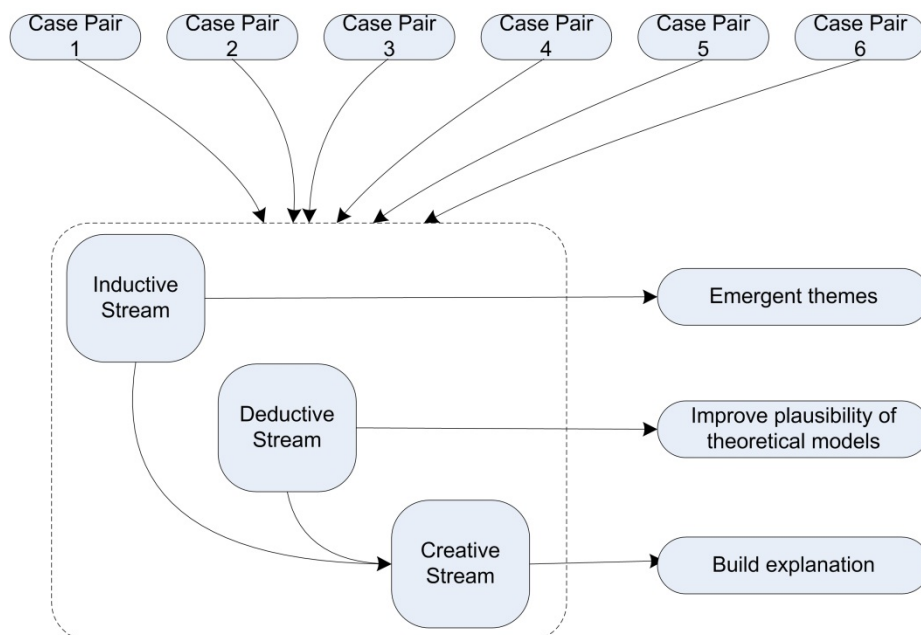 Case Pair
1
Case Pair
2
Case Pair
3
Case Pair
4
Case Pair
5
Case Pair
6
Inductive
Stream
Emergent themes
Deductive
Stream
Improve plausibility of
theoretical models
Creative
Stream
Build explanation